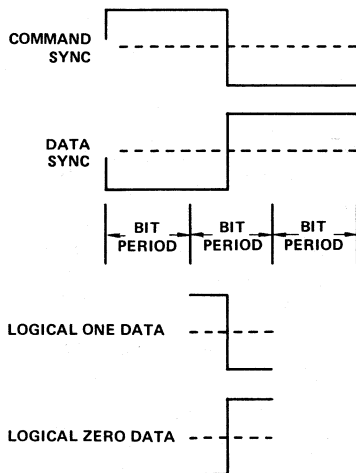 COMMAND
SYNC
DATA
SYNC
BIT
PERIOD
BIT
PERIOD
BIT
PERIOD
LOGICAL ONE DATA
LOGICAL ZERO DATA